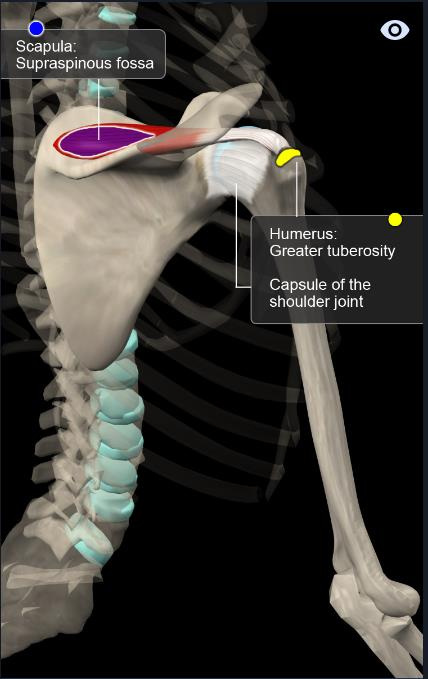 Scapula:
Supraspinous fossa
Humerus:
Greater tuberosity
Capsule of the
shoulder joint